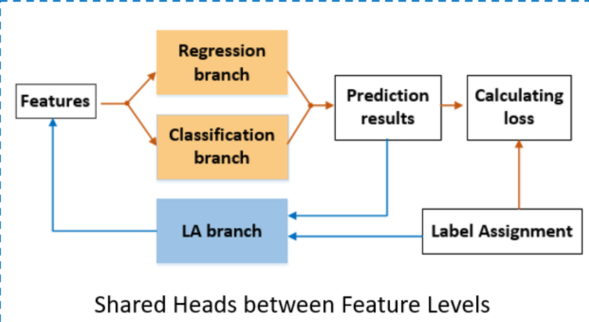 Features
Regression
branch
Classification
branch
LA branch
Prediction
results
Calculating
loss
Label Assignment
Shared Heads between Feature Levels